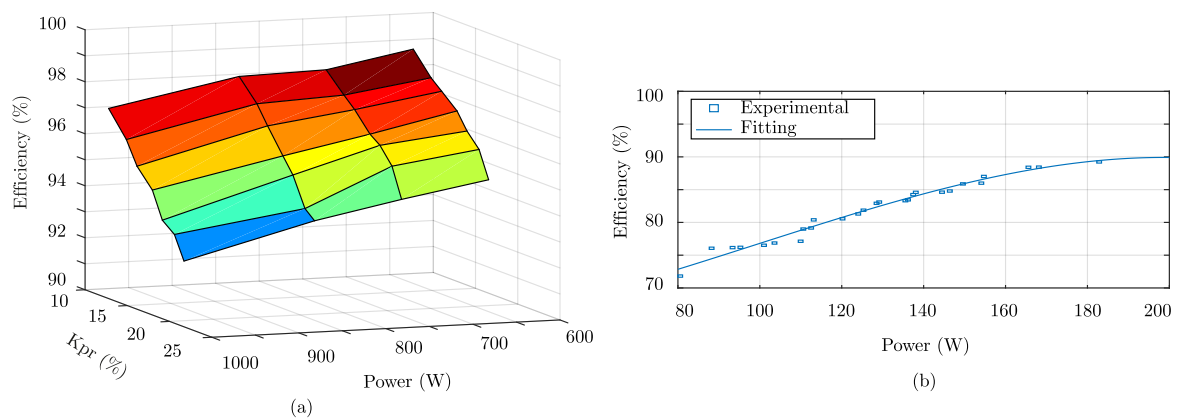 100
98
96
94
92
90
Efficiency (%)
10
15
20
25
Kpr (%)
1000
900
800
700
600
Power (W)
(a)
100
90
80
70
Efficiency (%)
Experimental
Fitting
80
100
120
140
160
180
200
Power (W)
(b)